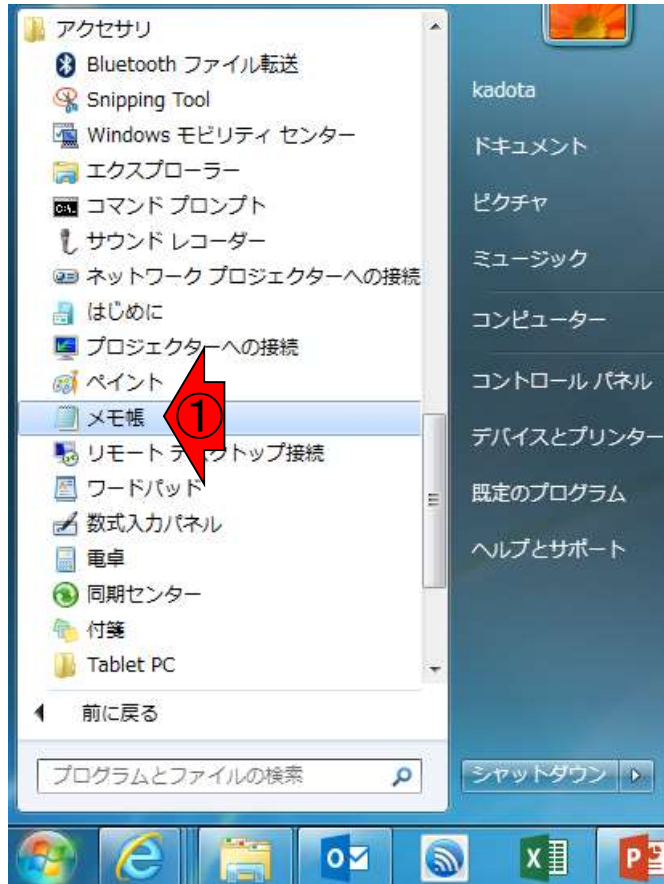 アクセサリ
Bluetooth ファイル転送
Snipping Tool
Windows モビリティ センター
エクスプローラー
コマンド プロンプト
サウンド レコーダー
ネットワーク プロジェクターへの接続
はじめに
プロジェクターへの接続
ペイント
メモ帳
①
リモート デスクトップ接続
ワードパッド
数式入力パネル
電卓
同期センター
付箋
Tablet PC
前に戻る
プログラムとファイルの検索
kadota
ドキュメント
ピクチャ
ミュージック
コンピューター
コントロール パネル
デバイスとプリンター
既定のプログラム
ヘルプとサポート
シャットダウン